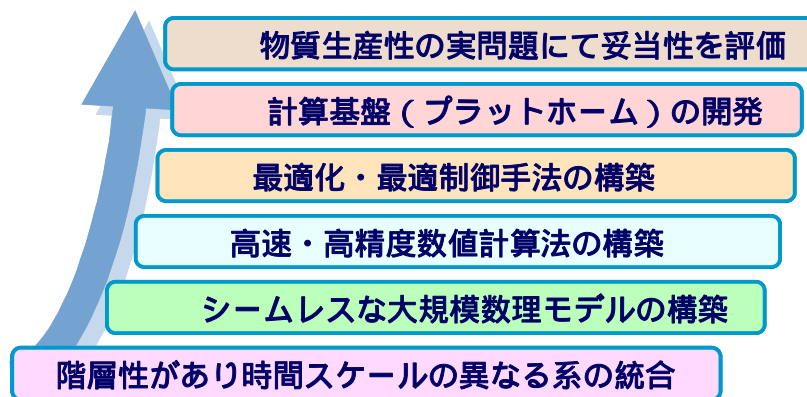 物質生産性の実問題にて妥当性を評価
計算基盤（プラットホーム）の開発
最適化・最適制御手法の構築
高速・高精度数値計算法の構築
シームレスな大規模数理モデルの構築
階層性があり時間スケールの異なる系の統合